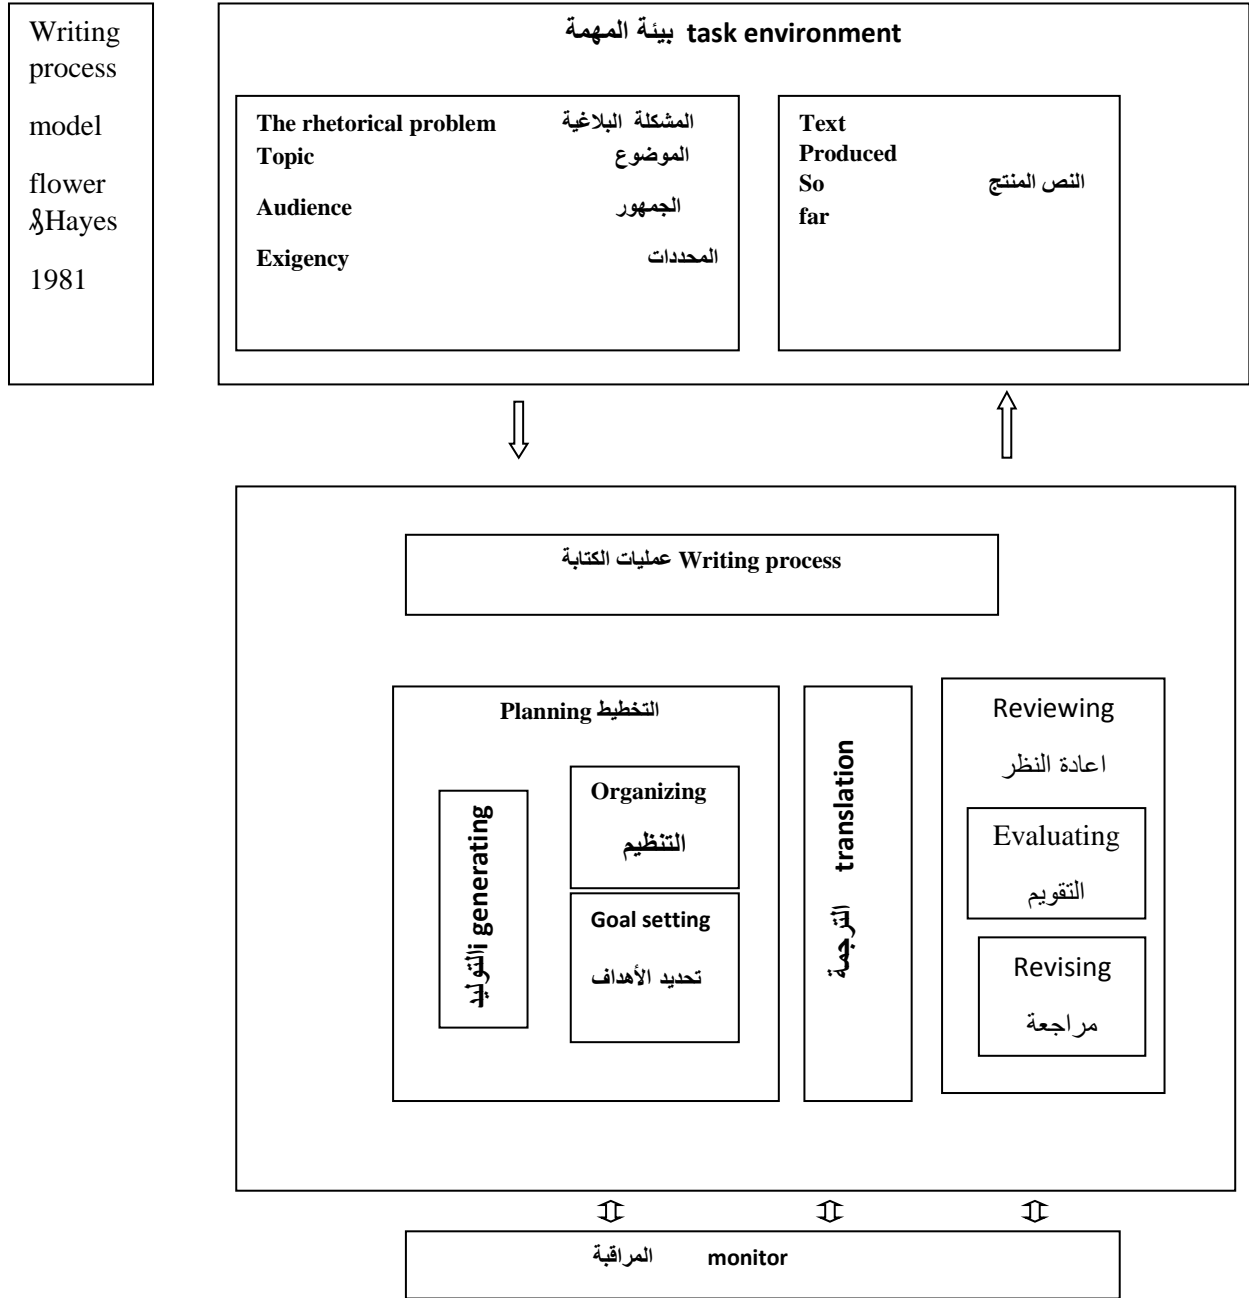 Writing
process
model
flower
&Hayes
1981
بيئة المهمة task environment
The rhetorical problem المشكلة البلاغية
Topic الموضوع
Audience الجمهور
Exigency المحددات
Text
Produced
So النص المنتج
far
عمليات الكتابة Writing process
Planning التخطيط
التوليدi generating
Organizing
التنظيم
Goal setting
تحديد الأهداف
الترجمة translation
Reviewing
اعادة النظر
Evaluating
التقويم
Revising
مراجعة
المراقبة monitor